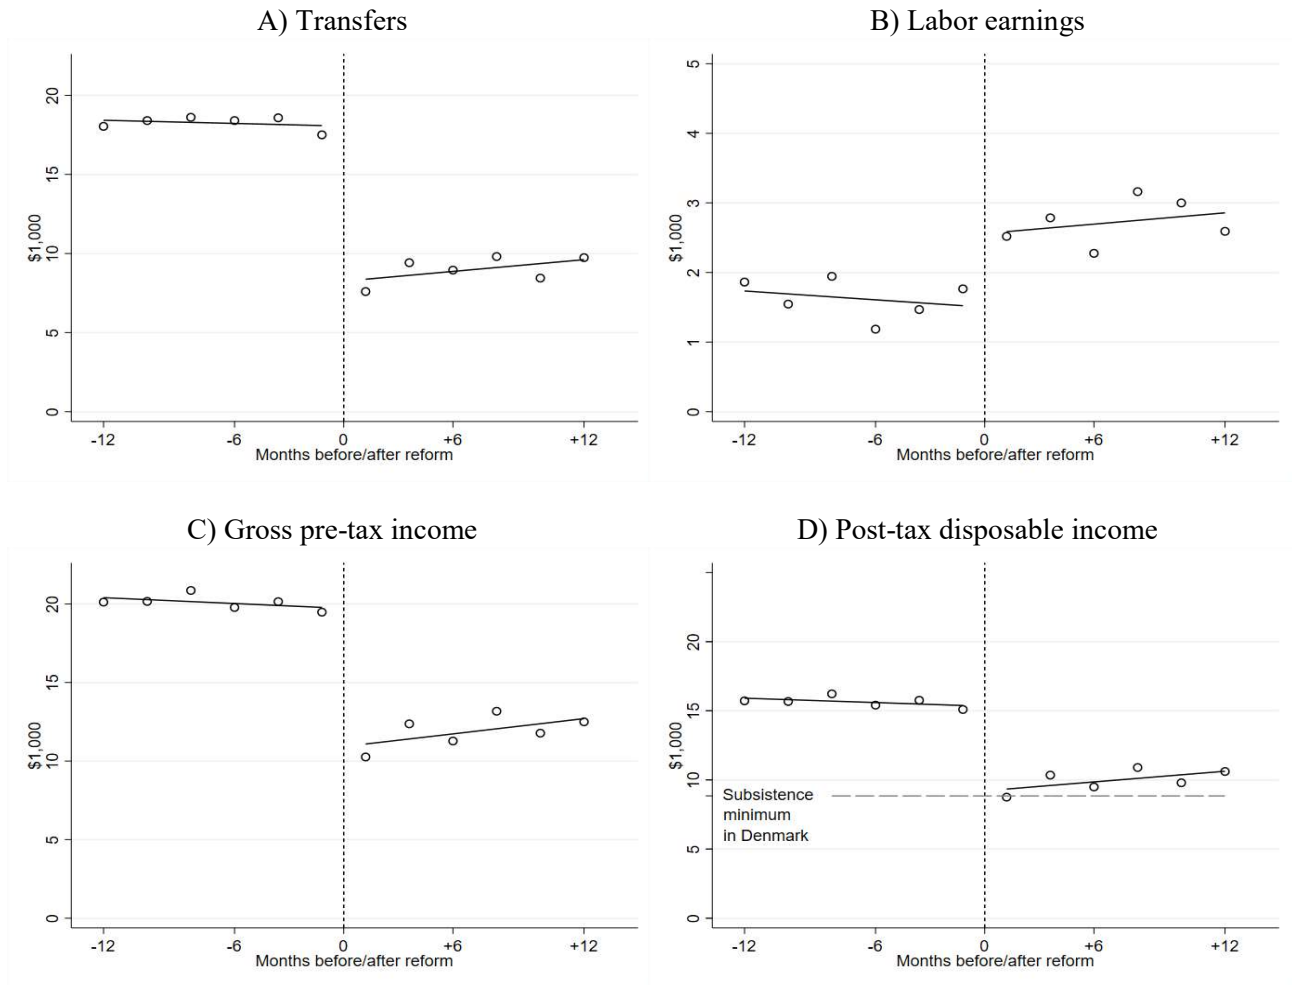 A) Transfers
20
15
10
5
0
$1,000
-12 -6 0 +6 +12
Months before/after reform
B) Labor earnings
5
4
3
2
1
0
$1,000
-12 -6 0 +6 +12
Months before/after reform
C) Gross pre-tax income
20
15
10
5
0
$1,000
-12 -6 0 +6 +12
Months before/after reform
D) Post-tax disposable income
20
15
10
5
0
$1,000
Subsistence
minimum
in Denmark
-12 -6 0 +6 +12
Months before/after reform